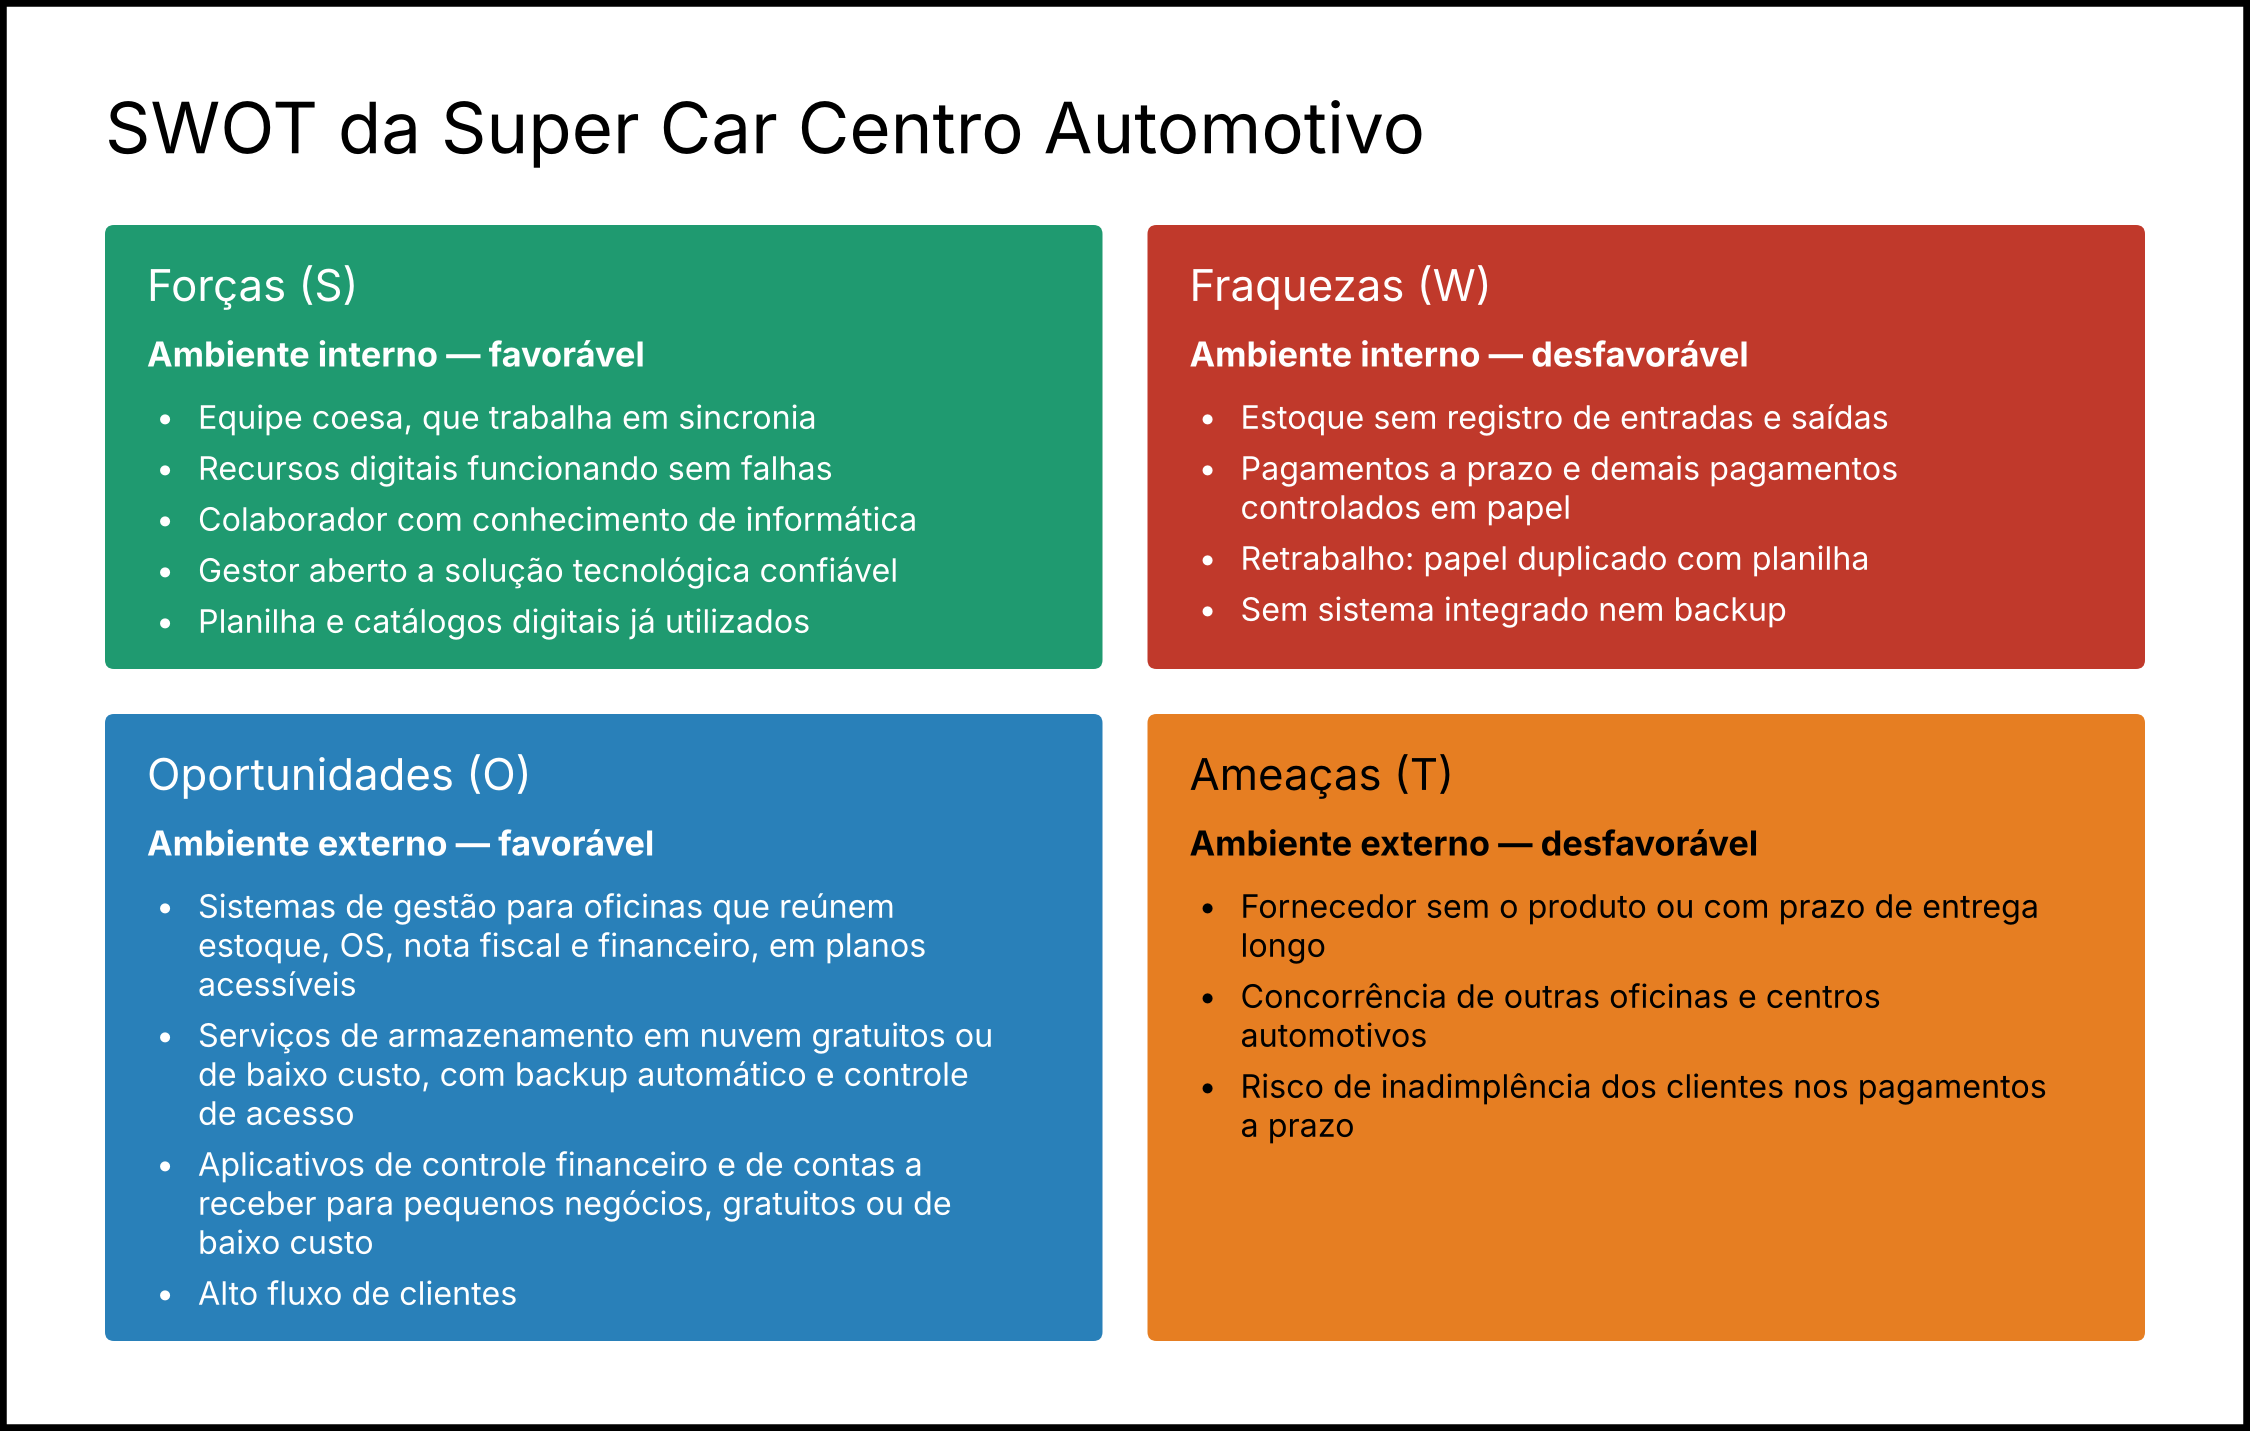 SWOT da Super Car Centro Automotivo
Forças (S)
Ambiente interno — favorável
• Equipe coesa, que trabalha em sincronia
• Recursos digitais funcionando sem falhas
• Colaborador com conhecimento de informática
• Gestor aberto a solução tecnológica confiável
• Planilha e catálogos digitais já utilizados
Fraquezas (W)
Ambiente interno — desfavorável
• Estoque sem registro de entradas e saídas
• Pagamentos a prazo e demais pagamentos
controlados em papel
• Retrabalho: papel duplicado com planilha
• Sem sistema integrado nem backup
Oportunidades (O)
Ambiente externo — favorável
• Sistemas de gestão para oficinas que reúnem
estoque, OS, nota fiscal e financeiro, em planos
acessíveis
• Serviços de armazenamento em nuvem gratuitos ou
de baixo custo, com backup automático e controle
de acesso
• Aplicativos de controle financeiro e de contas a
receber para pequenos negócios, gratuitos ou de
baixo custo
• Alto fluxo de clientes
Ameaças (T)
Ambiente externo — desfavorável
• Fornecedor sem o produto ou com prazo de entrega
longo
• Concorrência de outras oficinas e centros
automotivos
• Risco de inadimplência dos clientes nos pagamentos
a prazo